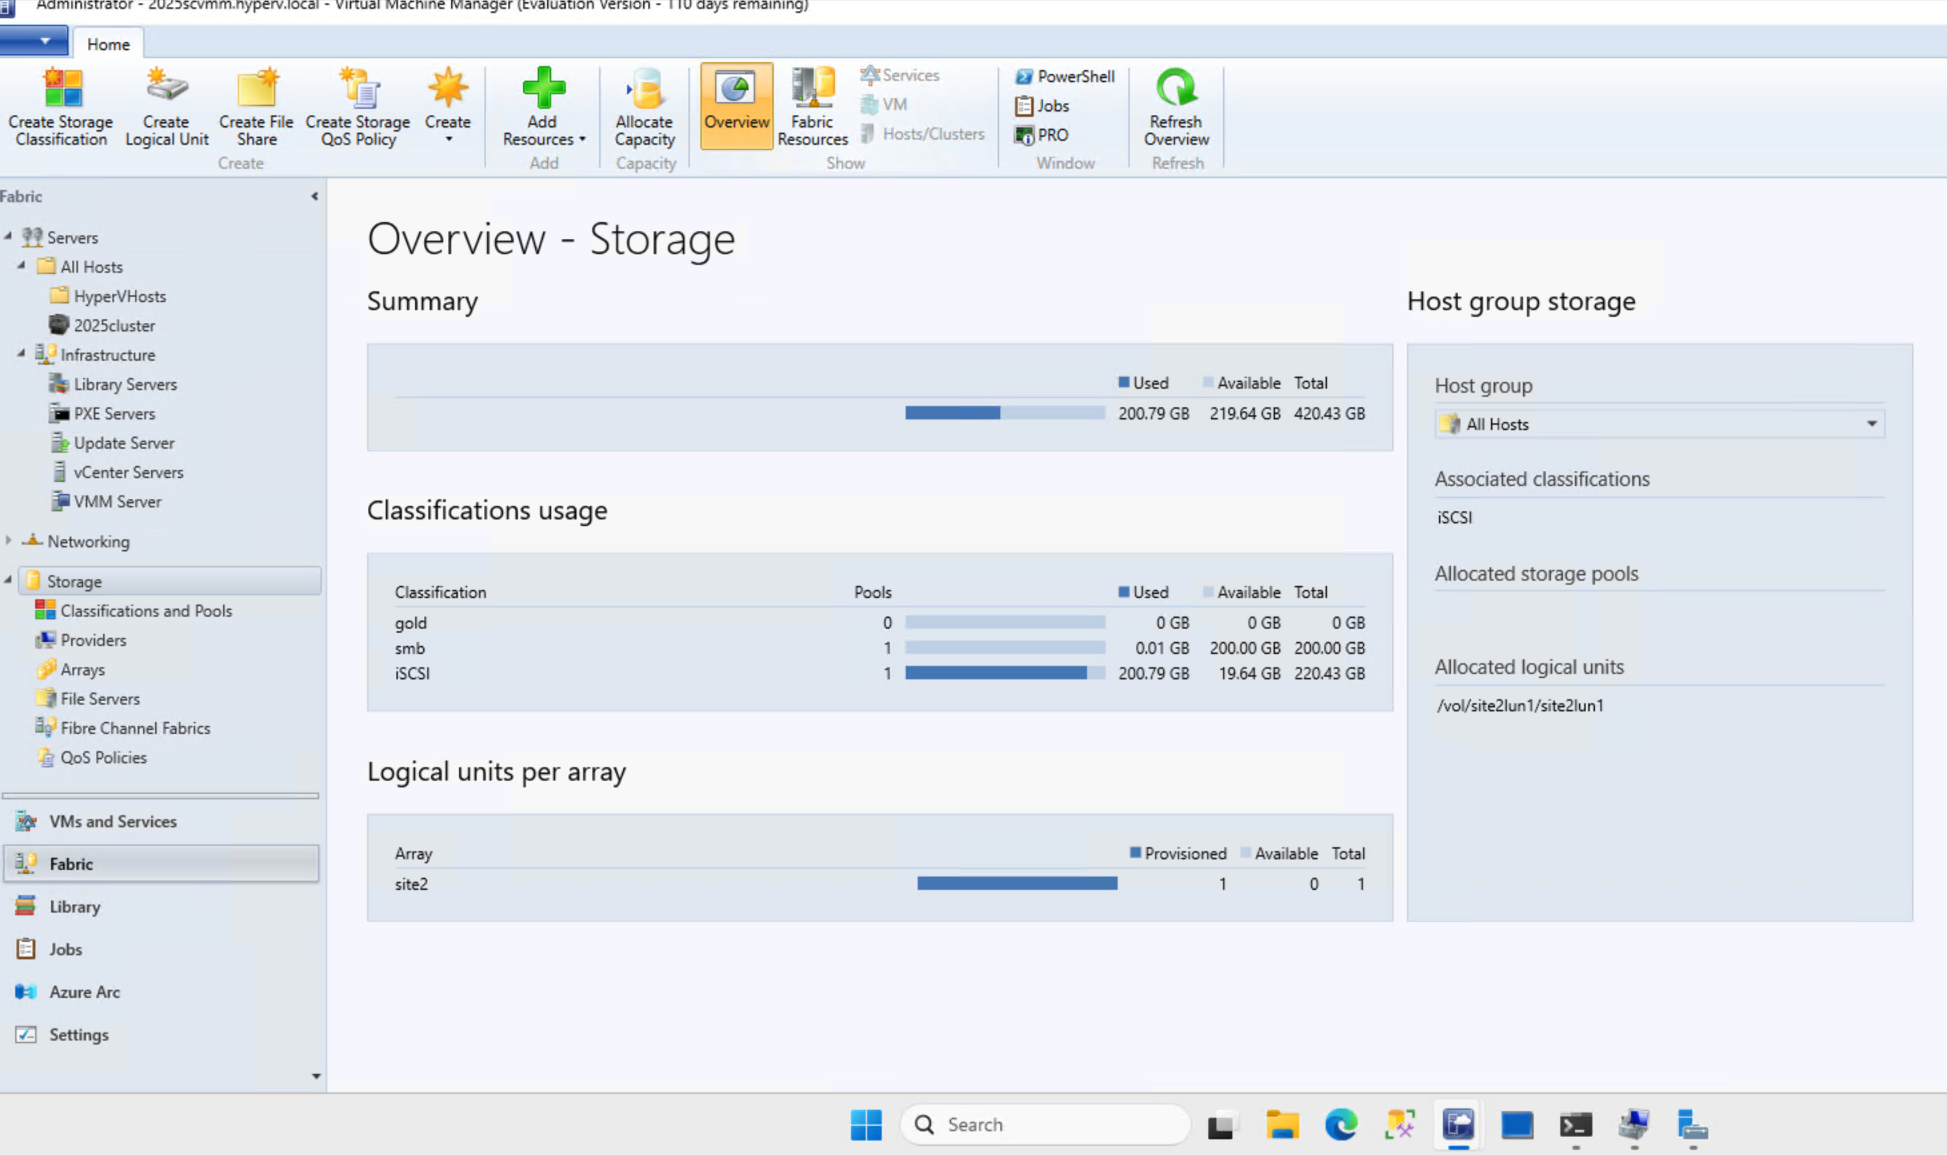 Administrator - 2025scvmm.hyperv.local - Virtual Machine Manager (Evaluation Version - 110 days remaining)
Home
Create Storage Classification
Create Logical Unit
Create File Share
Create Storage QoS Policy
Create
Create
Add Resources
Add
Allocate Capacity
Capacity
Overview
Fabric Resources
Services
VM
Hosts/Clusters
Show
PowerShell
Jobs
PRO
Window
Refresh Overview
Refresh
Fabric
Servers
All Hosts
HyperVHosts
2025cluster
Infrastructure
Library Servers
PXE Servers
Update Server
vCenter Servers
VMM Server
Networking
Storage
Classifications and Pools
Providers
Arrays
File Servers
Fibre Channel Fabrics
QoS Policies
VMs and Services
Fabric
Library
Jobs
Azure Arc
Settings
Overview - Storage
Summary
Used Available Total
200.79 GB 219.64 GB 420.43 GB
Classifications usage
Classification Pools Used Available Total
gold 0 0 GB 0 GB 0 GB
smb 1 0.01 GB 200.00 GB 200.00 GB
iSCSI 1 200.79 GB 19.64 GB 220.43 GB
Logical units per array
Array Provisioned Available Total
site2 1 0 1
Host group storage
Host group
All Hosts
Associated classifications
iSCSI
Allocated storage pools
Allocated logical units
/vol/site2lun1/site2lun1
Search